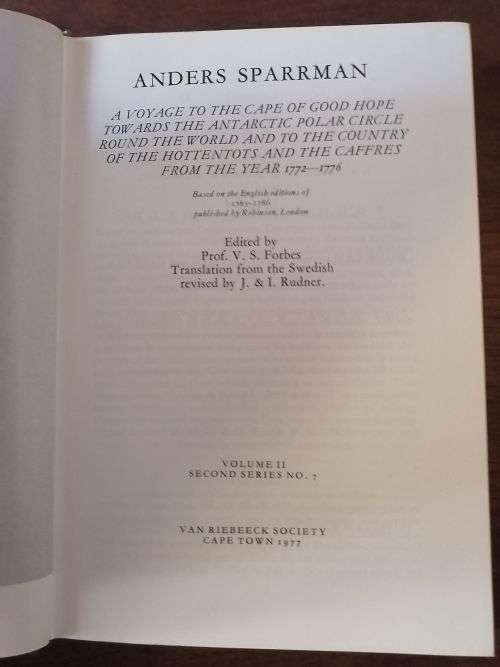 ANDERS SPARRMAN
A VOYAGE TO THE CAPE OF GOOD HOPE
TOWARDS THE ANTARCTIC POLAR CIRCLE
ROUND THE WORLD AND TO THE COUNTRY
OF THE HOTTENTOTS AND THE CAFFRES
FROM THE YEAR 1772—1776
Based on the English editions of
1785-1786
published by Robinson, London
Edited by
Prof. V. S. Forbes
Translation from the Swedish
revised by J. & I. Rudner.
VOLUME II
SECOND SERIES NO. 7
VAN RIEBEECK SOCIETY
CAPE TOWN 1977